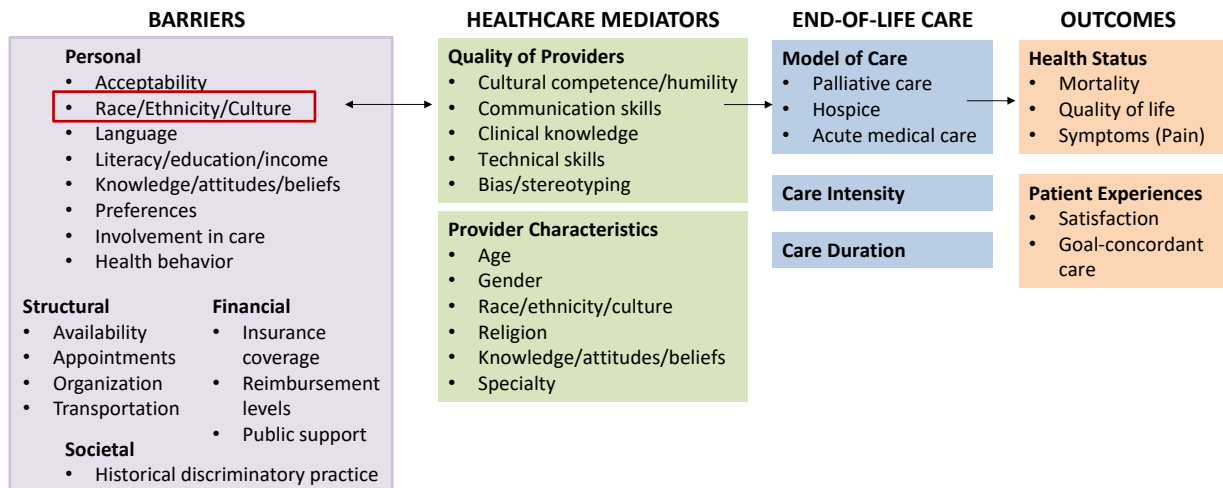 BARRIERS
Personal
• Acceptability
• Race/Ethnicity/Culture
• Language
• Literacy/education/income
• Knowledge/attitudes/beliefs
• Preferences
• Involvement in care
• Health behavior
Structural
• Availability
• Appointments
• Organization
• Transportation
Financial
• Insurance
coverage
• Reimbursement
levels
• Public support
Societal
• Historical discriminatory practice
HEALTHCARE MEDIATORS
Quality of Providers
• Cultural competence/humility
• Communication skills
• Clinical knowledge
• Technical skills
• Bias/stereotyping
Provider Characteristics
• Age
• Gender
• Race/ethnicity/culture
• Religion
• Knowledge/attitudes/beliefs
• Specialty
END-OF-LIFE CARE
Model of Care
• Palliative care
• Hospice
• Acute medical care
Care Intensity
Care Duration
OUTCOMES
Health Status
• Mortality
• Quality of life
• Symptoms (Pain)
Patient Experiences
• Satisfaction
• Goal-concordant
care